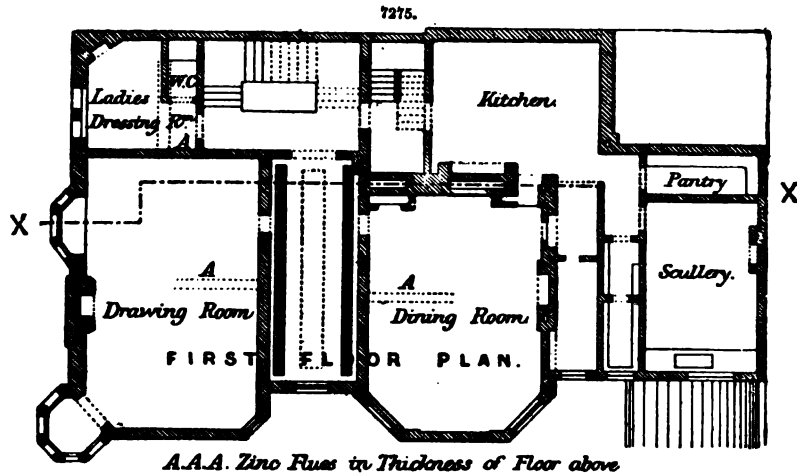 7275.
W.C.
Ladies
Dressing Rm
A
Kitchen.
Pantry
X
X
Scullery.
A
Drawing Room
A
Dining Room
FIRST FLOOR PLAN.
A.A.A. Zinc Flues in Thickness of Floor above